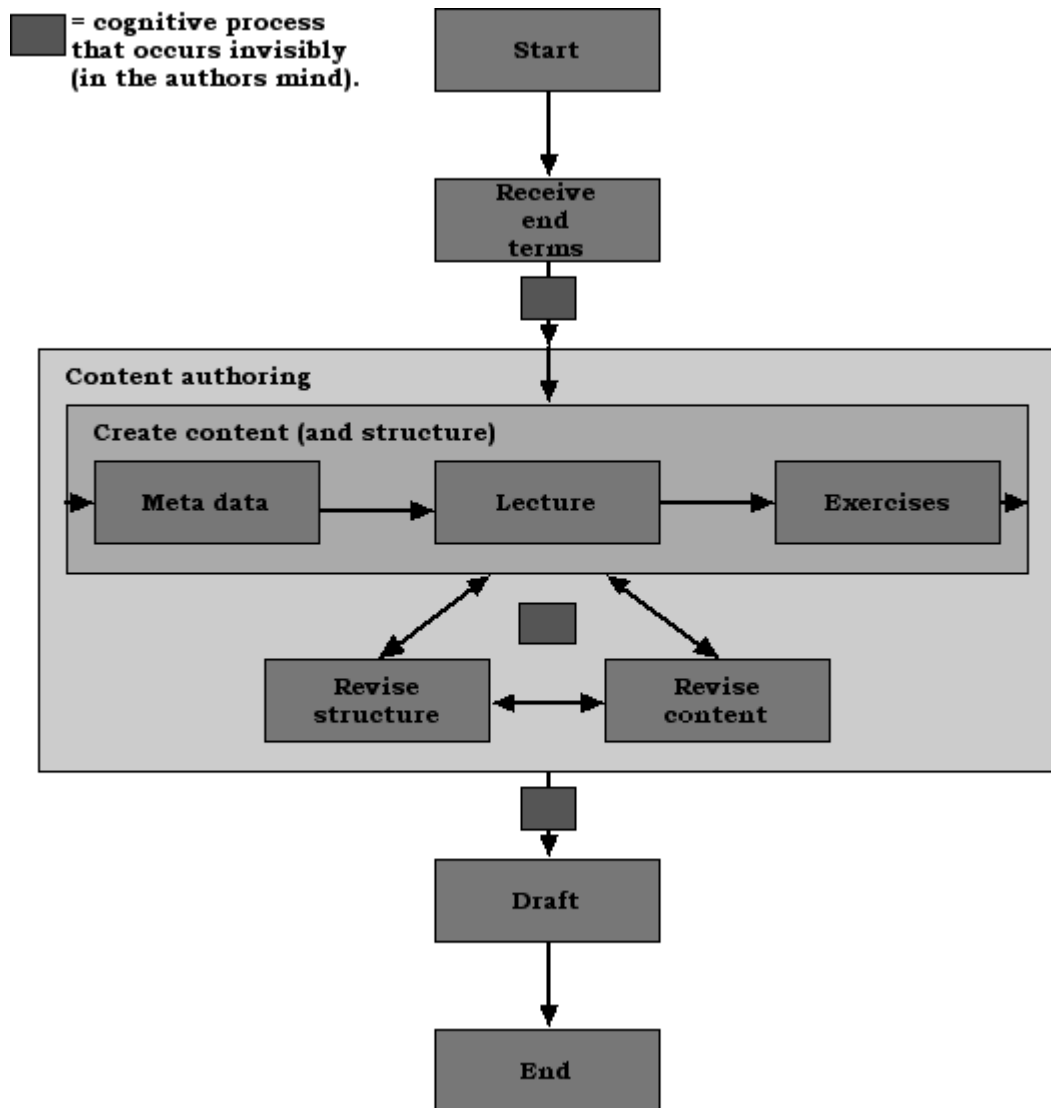 = cognitive process
that occurs invisibly
(in the authors mind).
Start
Receive
end
terms
Content authoring
Create content (and structure)
Meta data
Lecture
Exercises
Revise
structure
Revise
content
Draft
End